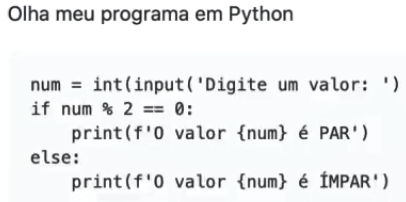 Olha meu programa em Python
num = int(input('Digite um valor: ')
if num % 2 == 0:
    print(f'O valor {num} é PAR')
else:
    print(f'O valor {num} é ÍMPAR')